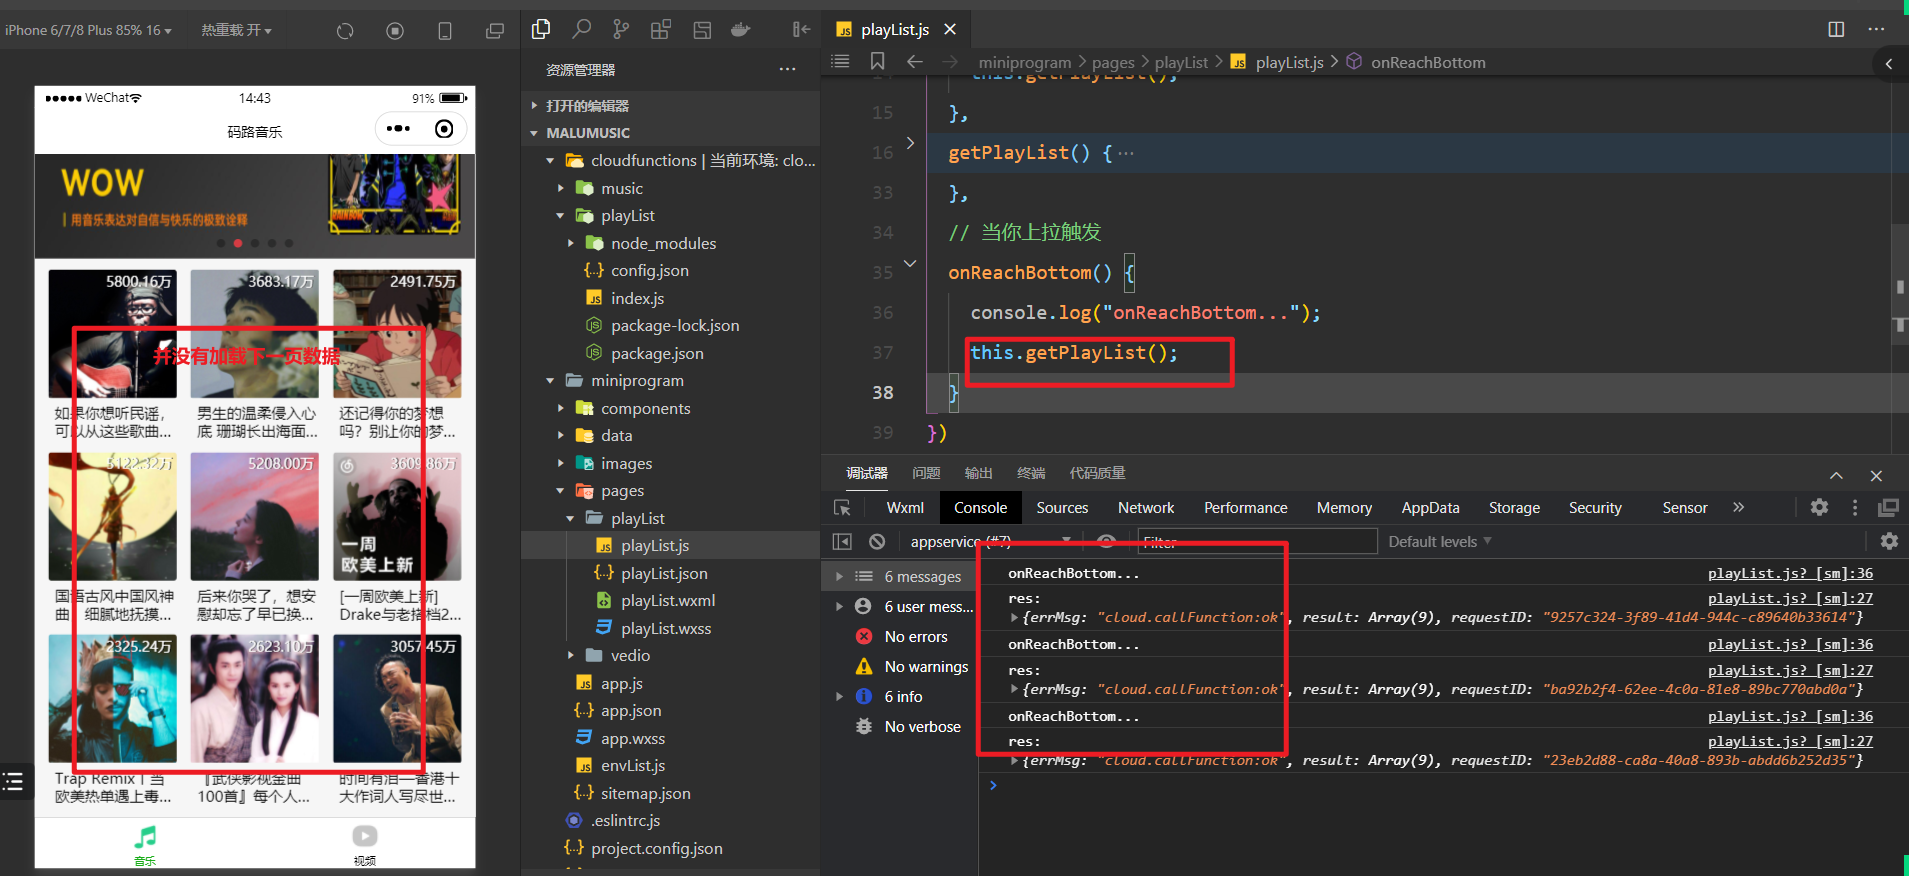 iPhone 6/7/8 Plus 85% 16
热重载 开
WeChat
14:43
91%
码路音乐
WOW
用音乐表达对自信与快乐的极致诠释
RAINBOW
5800.16万
3683.17万
2491.75万
并没有加载下一页数据
如果你想听民谣，
可以从这些歌曲...
男生的温柔侵入心
底 珊瑚长出海面...
还记得你的梦想
吗？别让你的梦...
5122.32万
5208.00万
3609.86万
一周
欧美上新
国语古风中国风神
曲，细腻地抚摸...
后来你哭了，想安
慰却忘了早已换...
[一周欧美上新]
Drake与老搭档2...
2325.24万
2623.10万
3057.45万
Trap Remix丨当
欧美热单遇上毒...
『武侠影视金曲
100首』每个人...
时间有泪—香港十
大作词人写尽世...
音乐
视频
资源管理器
打开的编辑器
MALUMUSIC
cloudfunctions | 当前环境: clo...
music
playList
node_modules
config.json
index.js
package-lock.json
package.json
miniprogram
components
data
images
pages
playList
playList.js
playList.json
playList.wxml
playList.wxss
vedio
app.js
app.json
app.wxss
envList.js
sitemap.json
.eslintrc.js
project.config.json
playList.js
miniprogram > pages > playList > playList.js > onReachBottom
14 this.getPlayList();
15 },
16 getPlayList() {···
33 },
34 // 当你上拉触发
35 onReachBottom() {
36 console.log("onReachBottom...");
37 this.getPlayList();
38 }
39 })
调试器 问题 输出 终端 代码质量
Wxml Console Sources Network Performance Memory AppData Storage Security Sensor
appservice (#7) Filter Default levels
6 messages
6 user mess...
No errors
No warnings
6 info
No verbose
onReachBottom... playList.js? [sm]:36
res: playList.js? [sm]:27
{errMsg: "cloud.callFunction:ok", result: Array(9), requestID: "9257c324-3f89-41d4-944c-c89640b33614"}
onReachBottom... playList.js? [sm]:36
res: playList.js? [sm]:27
{errMsg: "cloud.callFunction:ok", result: Array(9), requestID: "ba92b2f4-62ee-4c0a-81e8-89bc770abd0a"}
onReachBottom... playList.js? [sm]:36
res: playList.js? [sm]:27
{errMsg: "cloud.callFunction:ok", result: Array(9), requestID: "23eb2d88-ca8a-40a8-893b-abdd6b252d35"}